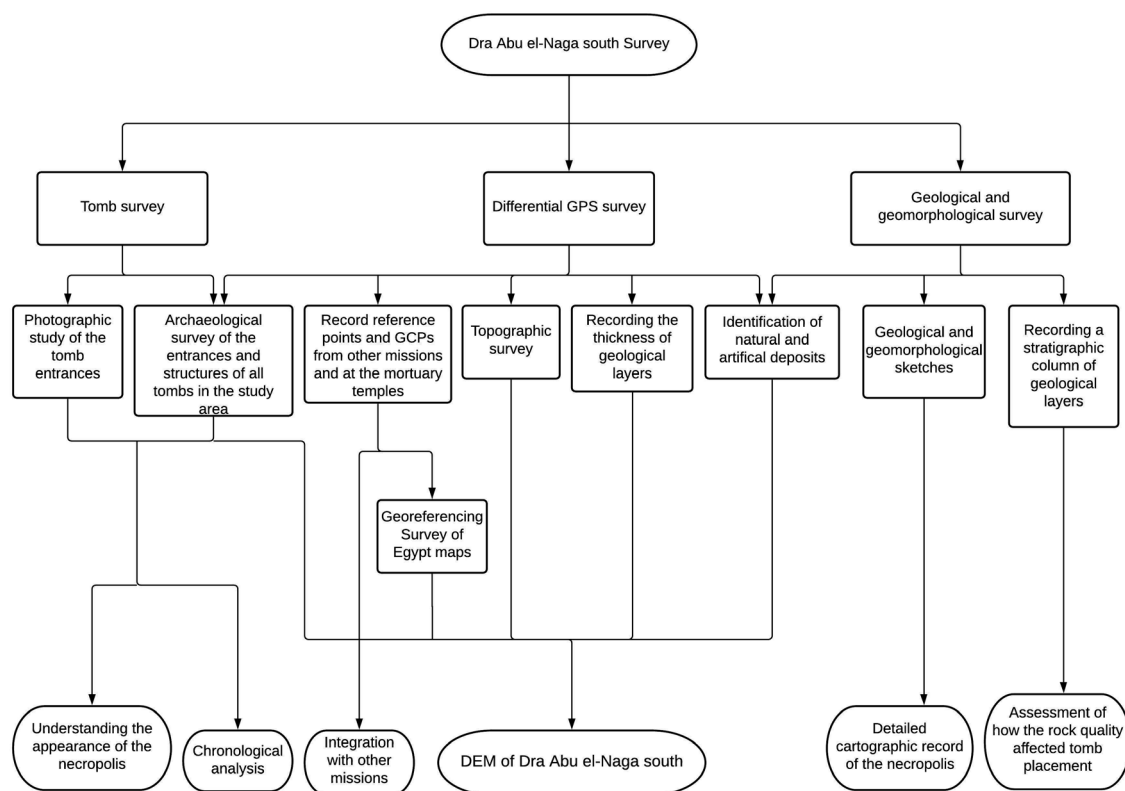 Dra Abu el-Naga south Survey
Tomb survey
Differential GPS survey
Geological and
geomorphological survey
Photographic
study of the
tomb
entrances
Archaeological
survey of the
entrances and
structures of all
tombs in the study
area
Record reference
points and GCPs
from other missions
and at the mortuary
temples
Topographic
survey
Recording the
thickness of
geological
layers
Identification of
natural and
artifical deposits
Geological and
geomorphological
sketches
Recording a
stratigraphic
column of
geological
layers
Georeferencing
Survey of
Egypt maps
Understanding the
appearance of the
necropolis
Chronological
analysis
Integration
with other
missions
DEM of Dra Abu el-Naga south
Detailed
cartographic record
of the necropolis
Assessment of
how the rock quality
affected tomb
placement